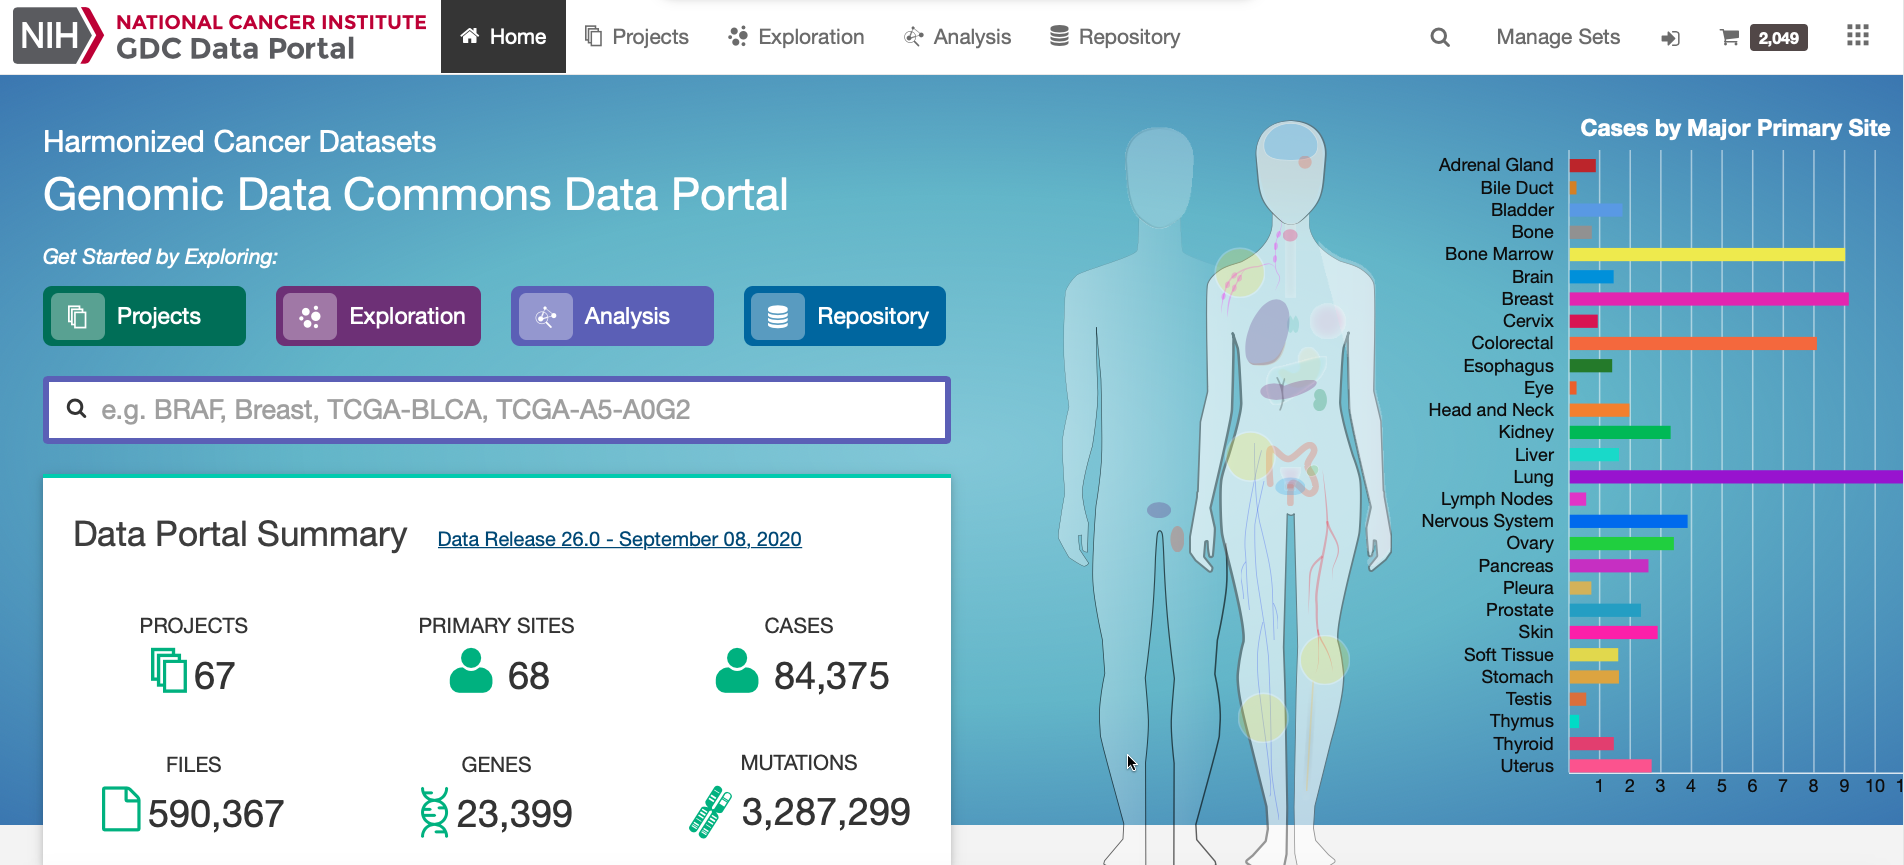 NIH NATIONAL CANCER INSTITUTE
GDC Data Portal
Home Projects Exploration Analysis Repository Manage Sets 2,049
Harmonized Cancer Datasets
Genomic Data Commons Data Portal
Get Started by Exploring:
Projects Exploration Analysis Repository
e.g. BRAF, Breast, TCGA-BLCA, TCGA-A5-A0G2
Data Portal Summary Data Release 26.0 - September 08, 2020
PROJECTS PRIMARY SITES CASES
67 68 84,375
FILES GENES MUTATIONS
590,367 23,399 3,287,299
Cases by Major Primary Site
Adrenal Gland
Bile Duct
Bladder
Bone
Bone Marrow
Brain
Breast
Cervix
Colorectal
Esophagus
Eye
Head and Neck
Kidney
Liver
Lung
Lymph Nodes
Nervous System
Ovary
Pancreas
Pleura
Prostate
Skin
Soft Tissue
Stomach
Testis
Thymus
Thyroid
Uterus
1 2 3 4 5 6 7 8 9 10